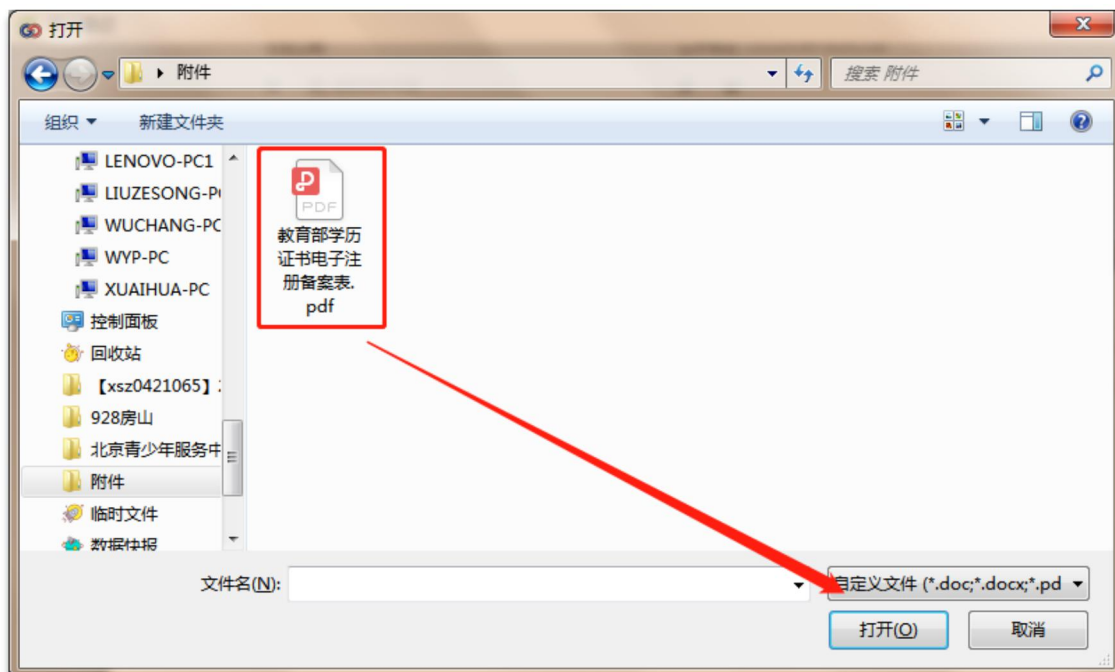 打开
附件
搜索 附件
组织
新建文件夹
LENOVO-PC1
LIUZESONG-P
WUCHANG-PC
WYP-PC
XUAIHUA-PC
控制面板
回收站
【xsz0421065】
928房山
北京青少年服务中
附件
临时文件
数据快报
PDF
教育部学历
证书电子注
册备案表.
pdf
文件名(N):
自定义文件 (*.doc;*.docx;*.pd
打开(O)
取消